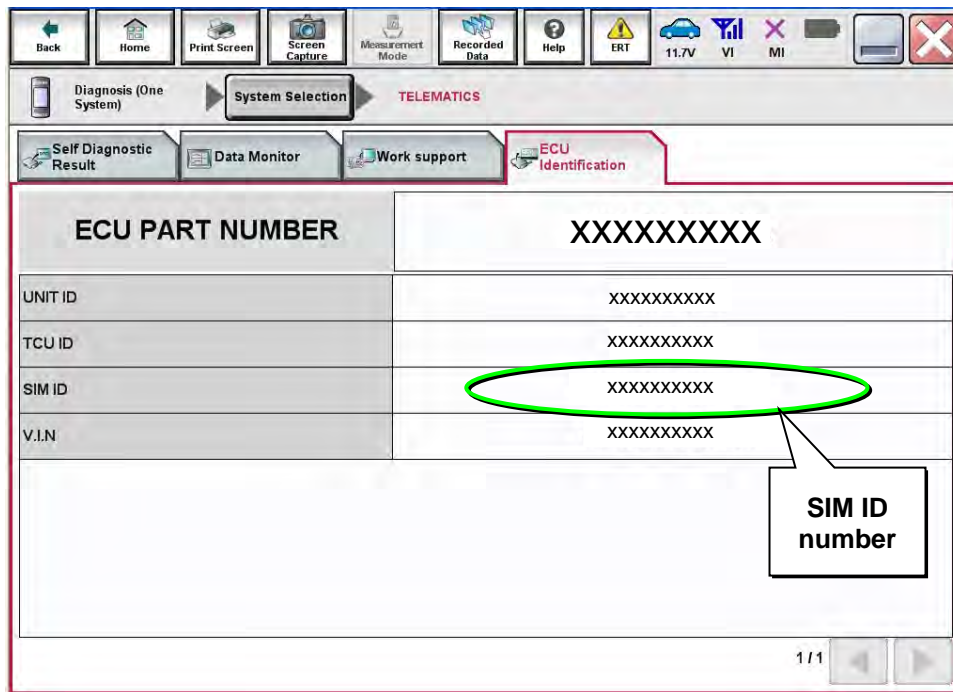 Back
Home
Print Screen
Screen
Capture
Measurement
Mode
Recorded
Data
Help
ERT
11.7V
VI
MI
Diagnosis (One
System)
System Selection
TELEMATICS
Self Diagnostic
Result
Data Monitor
Work support
ECU
Identification
ECU PART NUMBER
XXXXXXXXX
UNIT ID
XXXXXXXXXX
TCU ID
XXXXXXXXXX
SIM ID
XXXXXXXXXX
V.I.N
XXXXXXXXXX
SIM ID
number
1/1